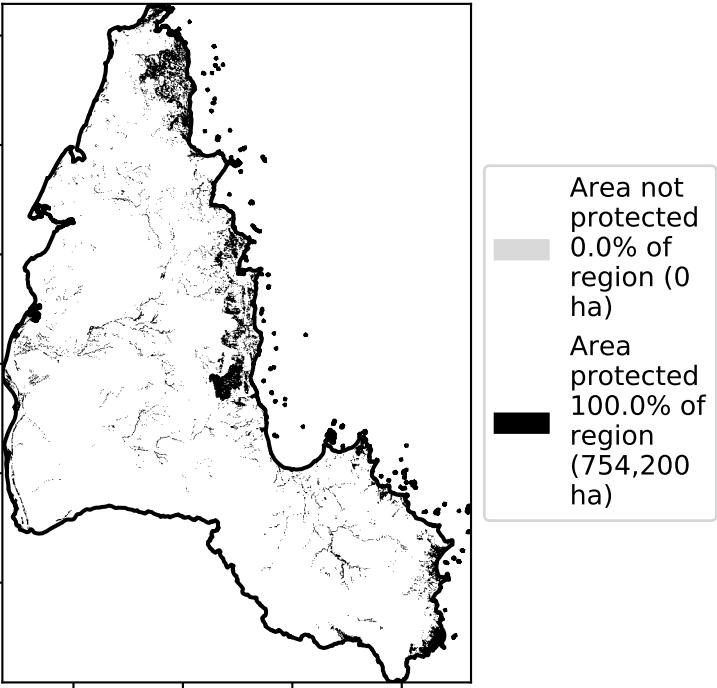 Area not
protected
0.0% of
region (0
ha)
Area
protected
100.0% of
region
(754,200
ha)